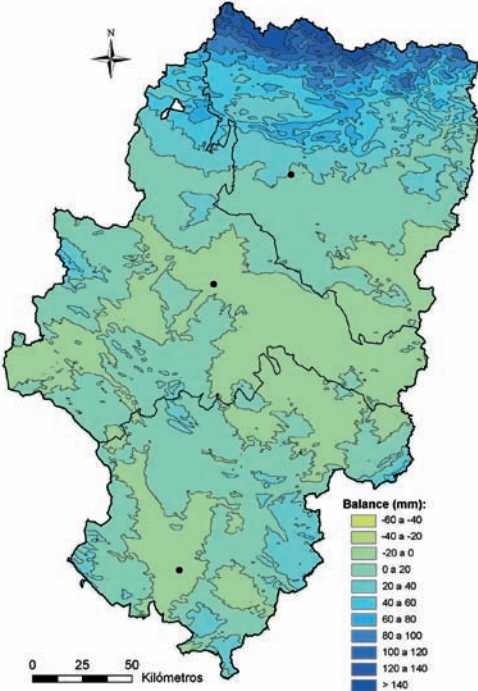 N
Balance (mm):
-60 a -40
-40 a -20
-20 a 0
0 a 20
20 a 40
40 a 60
60 a 80
80 a 100
100 a 120
120 a 140
> 140
0 25 50
Kilómetros